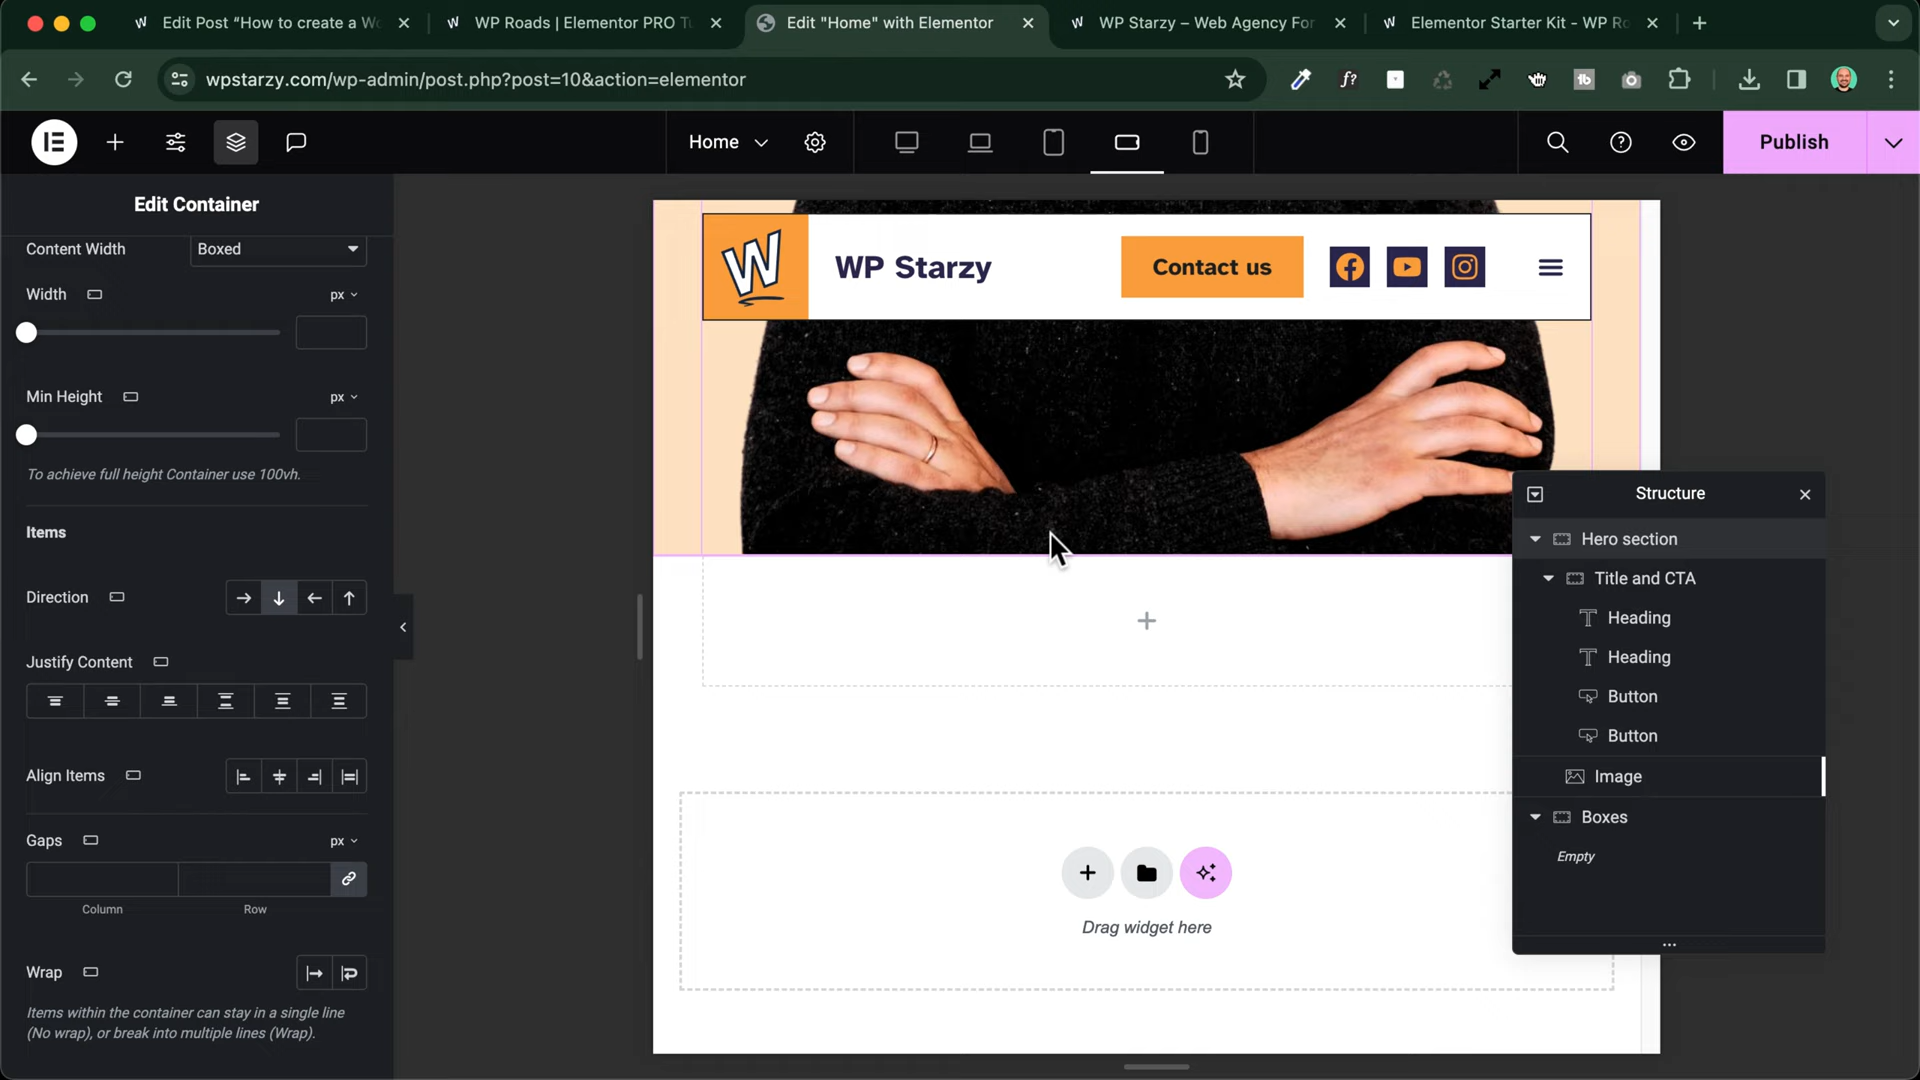 Edit Post “How to create a Wo
WP Roads | Elementor PRO Tu
Edit "Home" with Elementor
WP Starzy – Web Agency For
Elementor Starter Kit - WP Ro
wpstarzy.com/wp-admin/post.php?post=10&action=elementor
Home
Publish
Edit Container
Content Width
Boxed
Width
px
Min Height
px
To achieve full height Container use 100vh.
Items
Direction
Justify Content
Align Items
Gaps
px
Column
Row
Wrap
Items within the container can stay in a single line
(No wrap), or break into multiple lines (Wrap).
W
WP Starzy
Contact us
Drag widget here
Structure
Hero section
Title and CTA
Heading
Heading
Button
Button
Image
Boxes
Empty